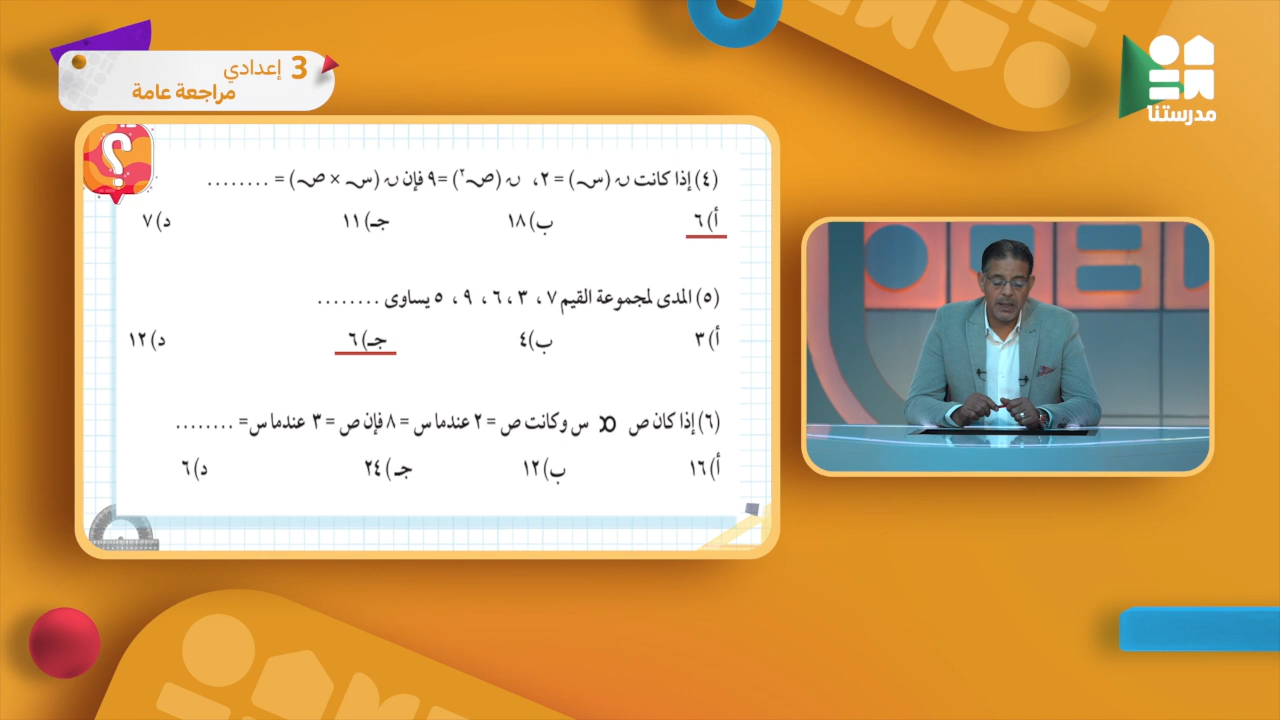 3 إعدادي
مراجعة عامة
مدرستنا
؟
(٤) إذا كانت ن (س) = ٢، ن (ص٢) = ٩ فإن ن (س × ص) = ........
أ) ٦ ب) ١٨ جـ) ١١ د) ٧
(٥) المدى لمجموعة القيم ٧ ، ٣ ، ٦ ، ٩ ، ٥ يساوى ........
أ) ٣ ب) ٤ جـ) ٦ د) ١٢
(٦) إذا كان ص ∝ س وكانت ص = ٢ عندما س = ٨ فإن ص = ٣ عندما س = ........
أ) ١٦ ب) ١٢ جـ) ٢٤ د) ٦